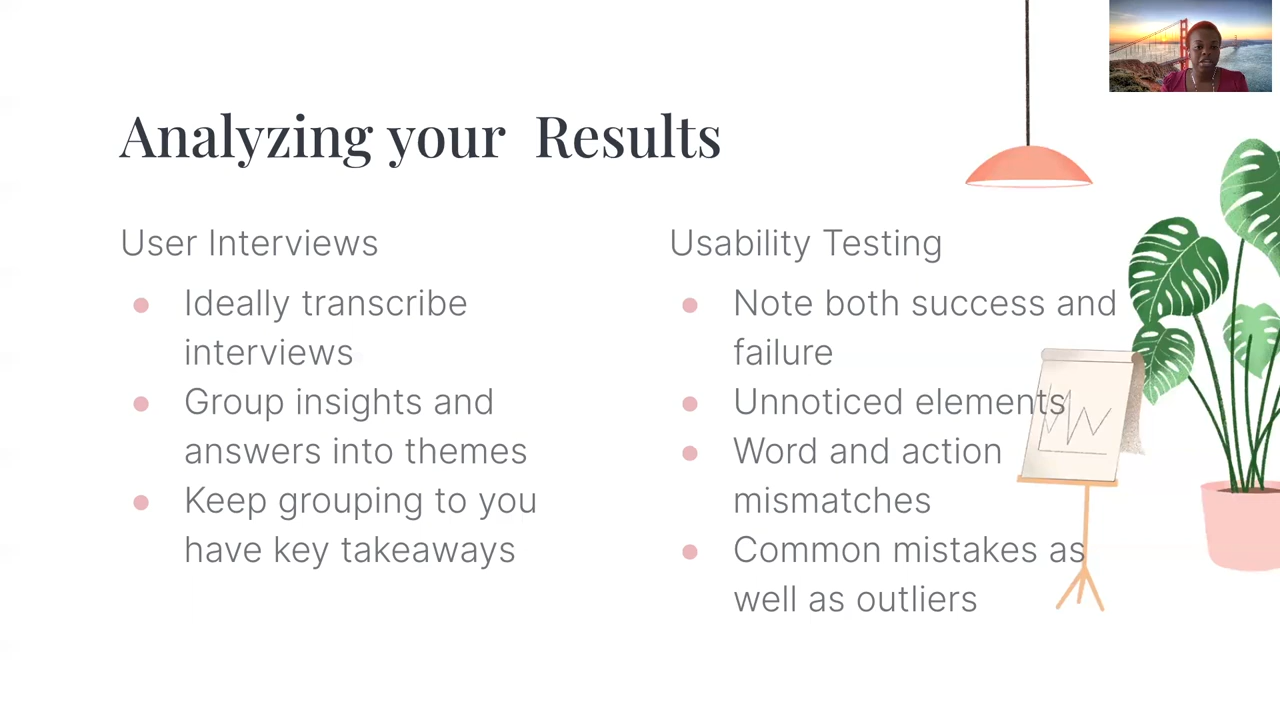 Analyzing your  Results
User Interviews
● Ideally transcribe
interviews
● Group insights and
answers into themes
● Keep grouping to you
have key takeaways
Usability Testing
● Note both success and
failure
● Unnoticed elements
● Word and action
mismatches
● Common mistakes as
well as outliers